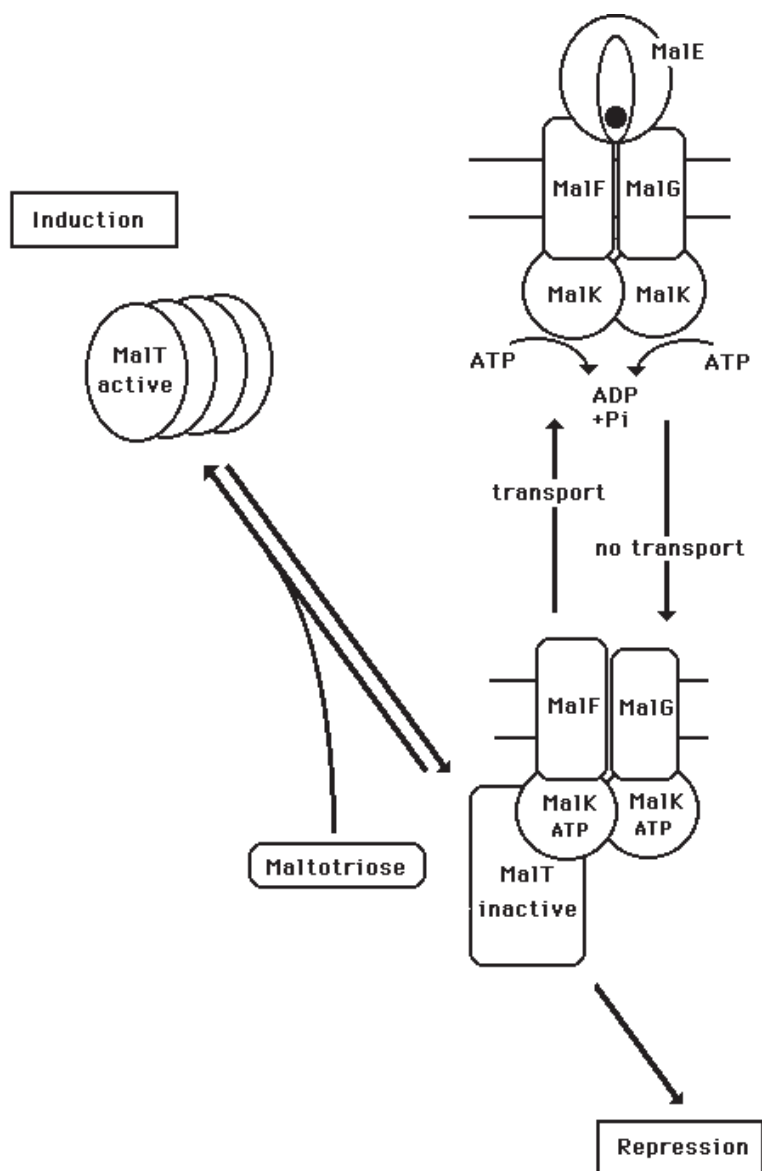 MalE
MalF
MalG
Induction
MalK
MalK
MalT
active
ATP
ATP
ADP
+Pi
transport
no transport
MalF
MalG
MalK
ATP
MalK
ATP
Maltotriose
MalT
inactive
Repression